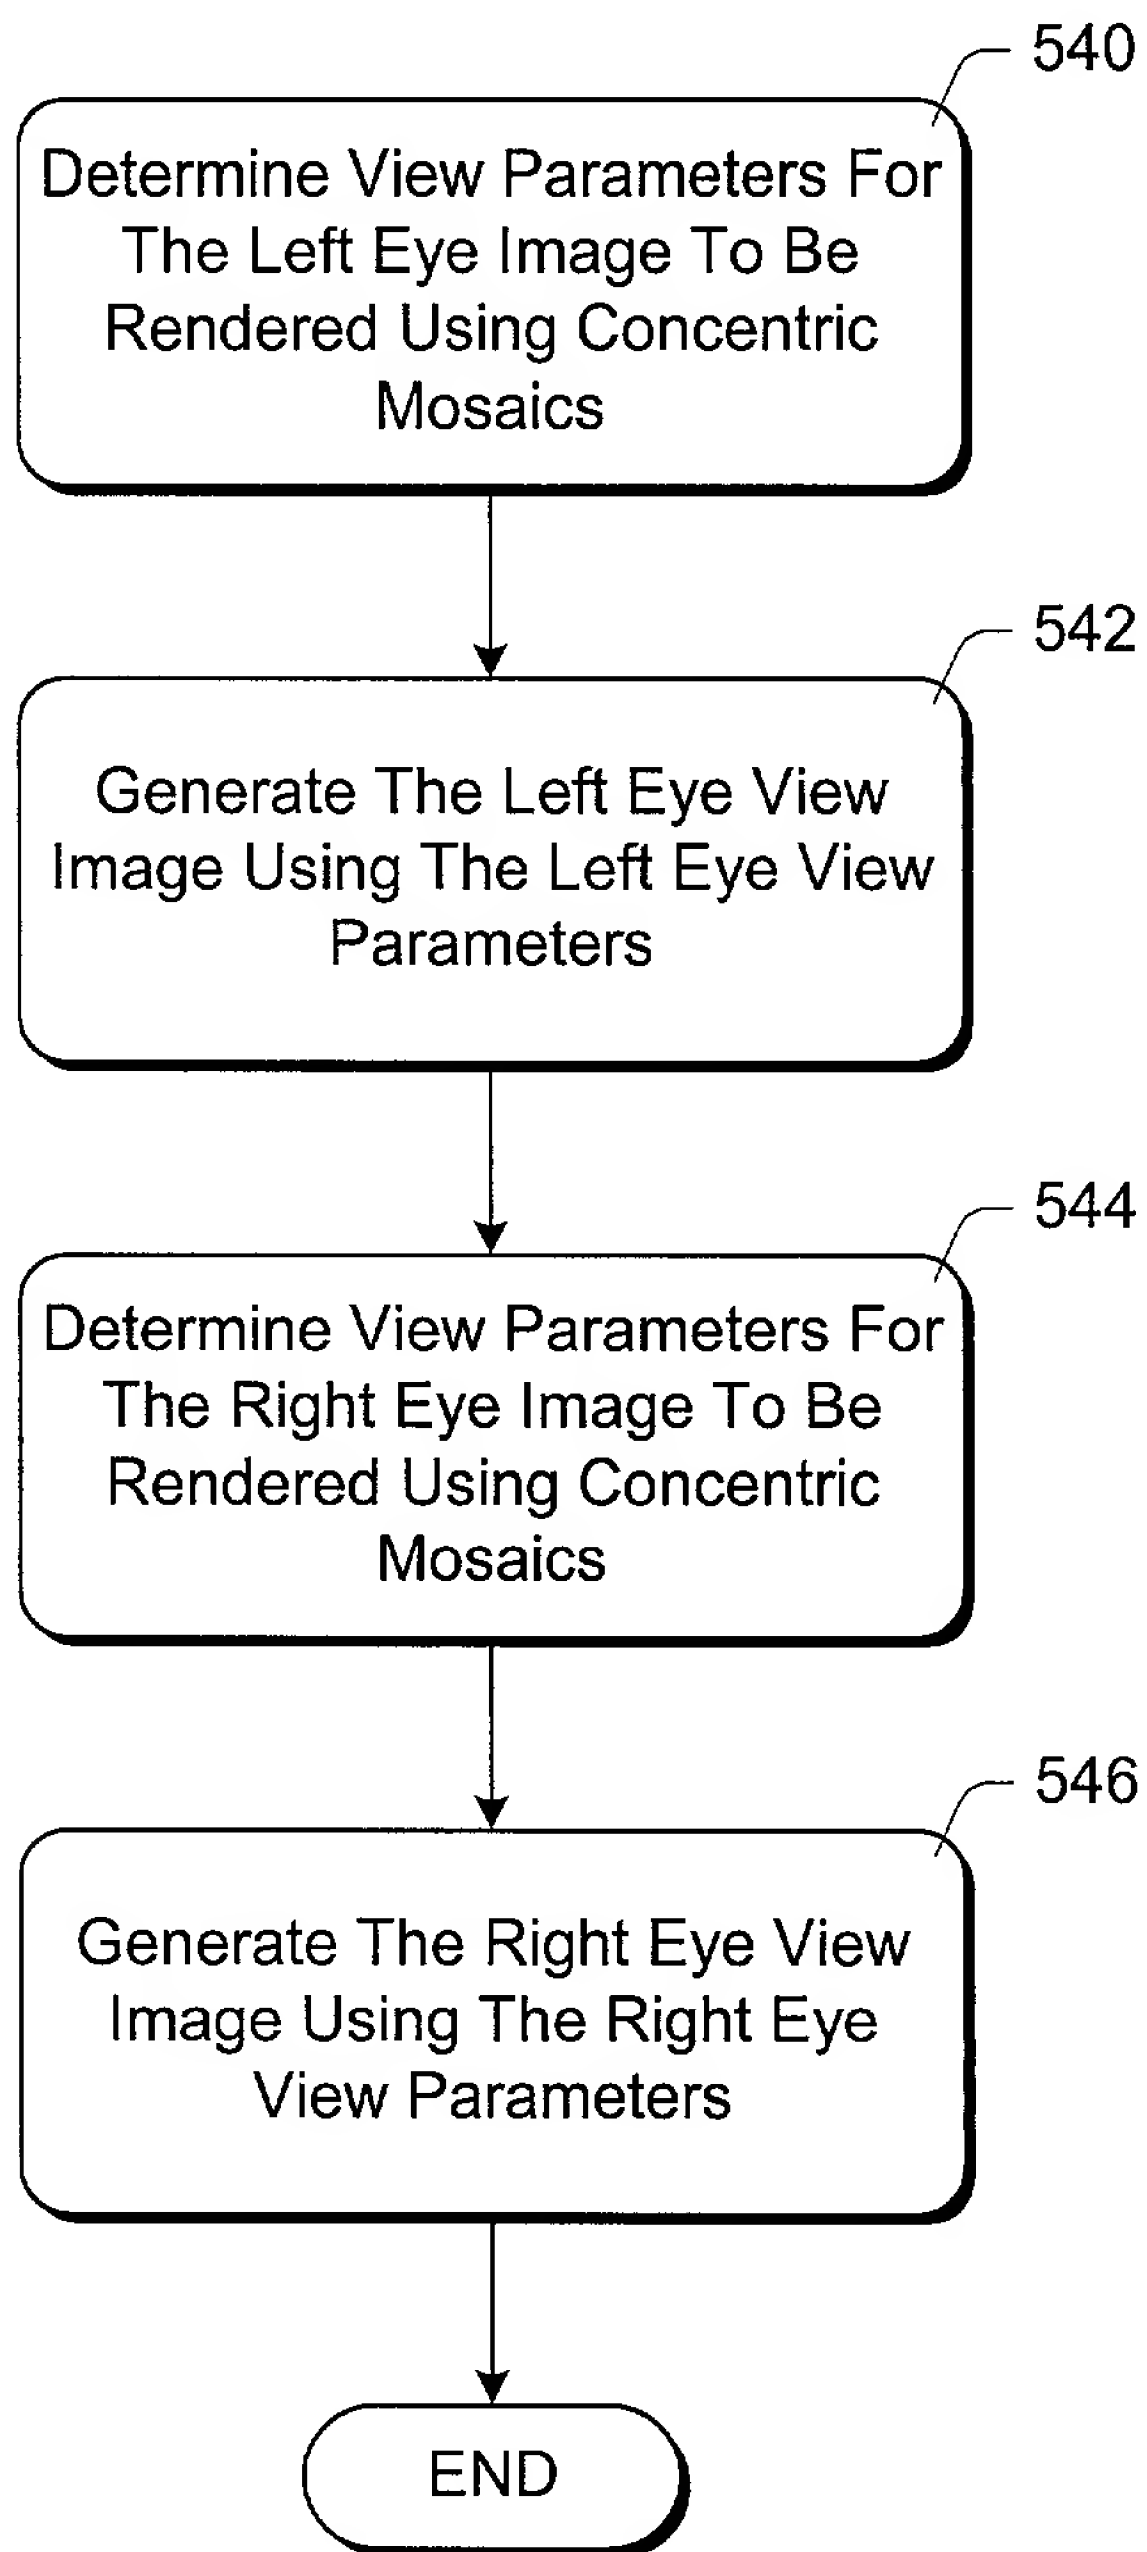 540
Determine View Parameters For
The Left Eye Image To Be
Rendered Using Concentric
Mosaics
542
Generate The Left Eye View
Image Using The Left Eye View
Parameters
544
Determine View Parameters For
The Right Eye Image To Be
Rendered Using Concentric
Mosaics
546
Generate The Right Eye View
Image Using The Right Eye
View Parameters
END